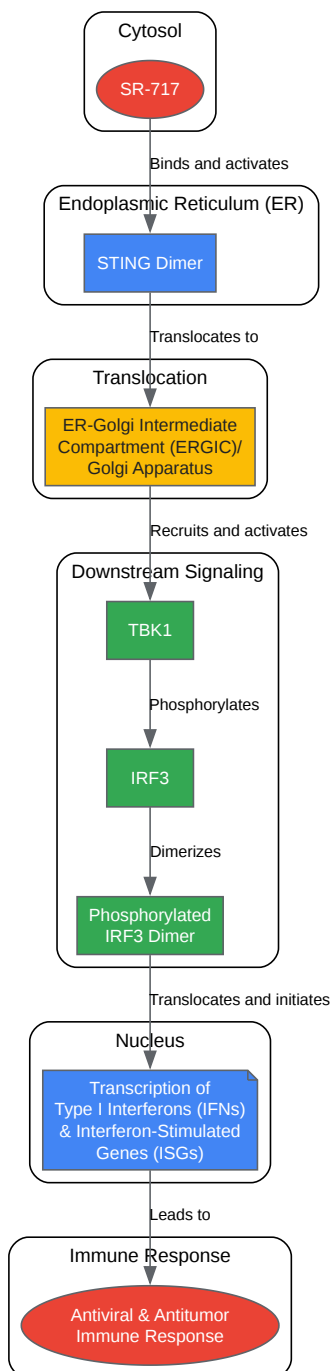 Cytosol
SR-717
Binds and activates
Endoplasmic Reticulum (ER)
STING Dimer
Translocates to
Translocation
ER-Golgi Intermediate
Compartment (ERGIC)/
Golgi Apparatus
Recruits and activates
Downstream Signaling
TBK1
Phosphorylates
IRF3
Dimerizes
Phosphorylated
IRF3 Dimer
Translocates and initiates
Nucleus
Transcription of
Type I Interferons (IFNs)
& Interferon-Stimulated
Genes (ISGs)
Leads to
Immune Response
Antiviral & Antitumor
Immune Response